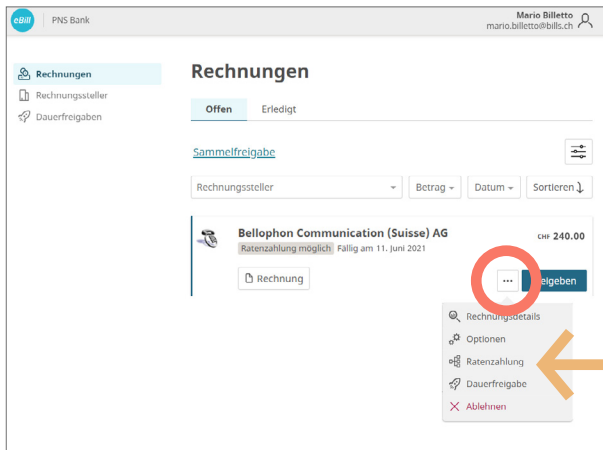 eBill PNS Bank
Mario Billetto
mario.billetto@bills.ch
Rechnungen
Rechnungssteller
Dauerfreigaben
Rechnungen
Offen Erledigt
Sammelfreigabe
Rechnungssteller Betrag Datum Sortieren
Bellophon Communication (Suisse) AG CHF 240.00
Ratenzahlung möglich Fällig am 11. Juni 2021
Rechnung ... eigeben
Rechnungsdetails
Optionen
Ratenzahlung
Dauerfreigabe
Ablehnen